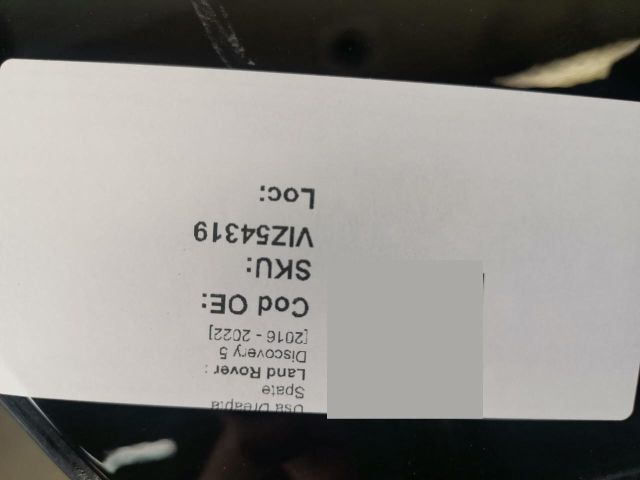 Usa Dreapta
Spate
Land Rover :
Discovery 5
[2016 - 2022]
Cod OE:
SKU:
VIZ54319
Loc: